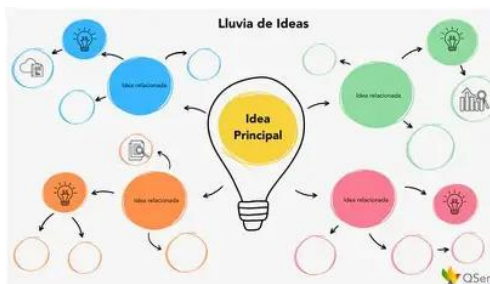 Lluvia de Ideas
Idea relacionada
Idea relacionada
Idea
Principal
Idea relacionada
Idea relacionada
QSer